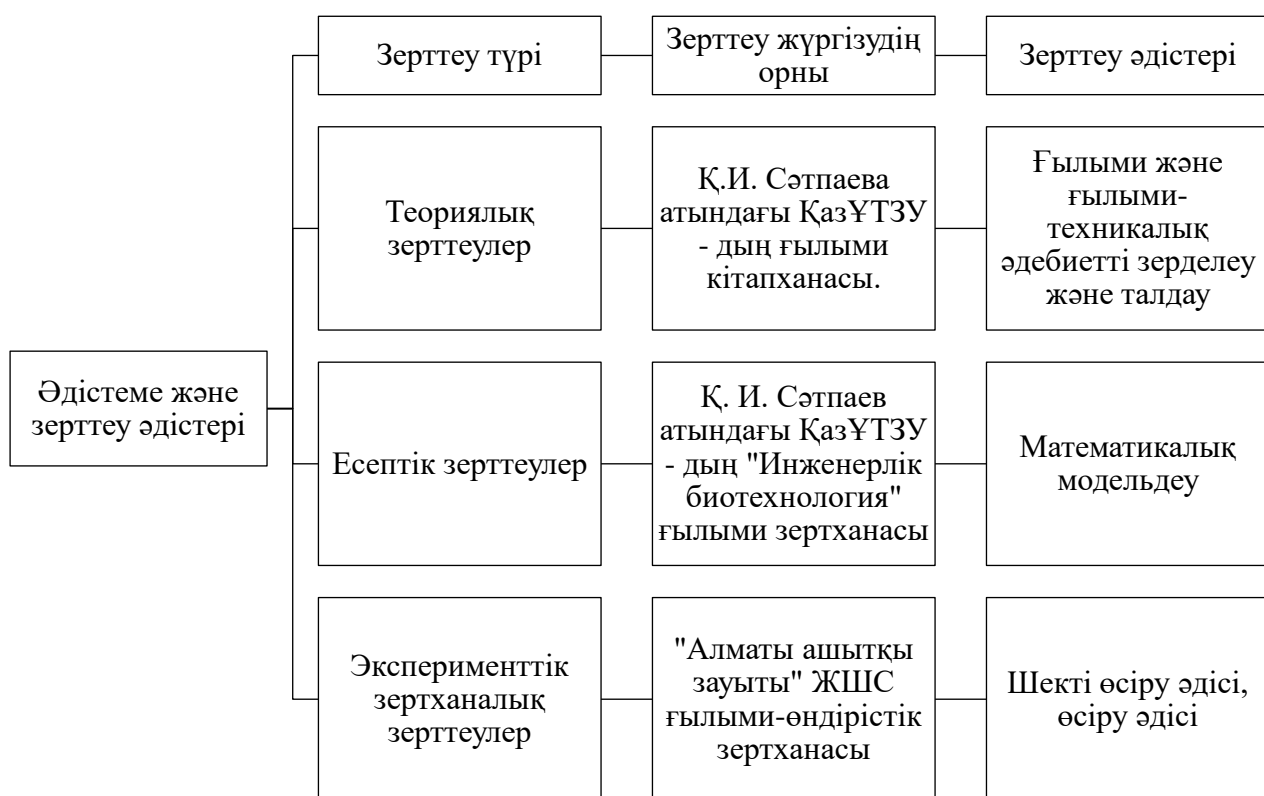 Зерттеу түрі
Зерттеу жүргізудің
орны
Зерттеу әдістері
Теориялық
зерттеулер
Қ.И. Сәтпаева
атындағы ҚазҰТЗУ
- дың ғылыми
кітапханасы.
Ғылыми және
ғылыми-
техникалық
әдебиетті зерделеу
және талдау
Әдістеме және
зерттеу әдістері
Есептік зерттеулер
Қ. И. Сәтпаев
атындағы ҚазҰТЗУ
- дың "Инженерлік
биотехнология"
ғылыми зертханасы
Математикалық
модельдеу
Эксперименттік
зертханалық
зерттеулер
"Алматы ашытқы
зауыты" ЖШС
ғылыми-өндірістік
зертханасы
Шекті өсіру әдісі,
өсіру әдісі